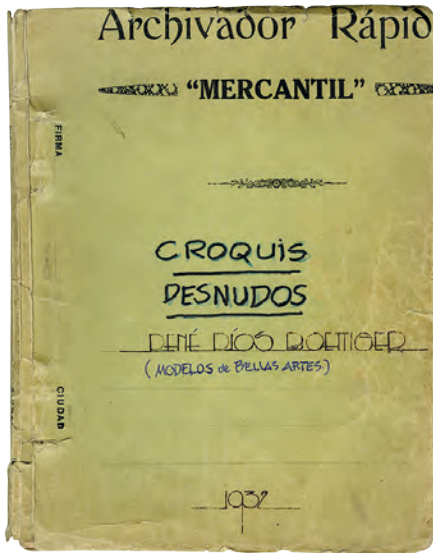 Archivador Rápid
"MERCANTIL"
FIRMA
CROQUIS
DESNUDOS
RENÉ RÍOS BOETTIGER
(MODELOS de BELLAS ARTES)
CIUDAD
1932